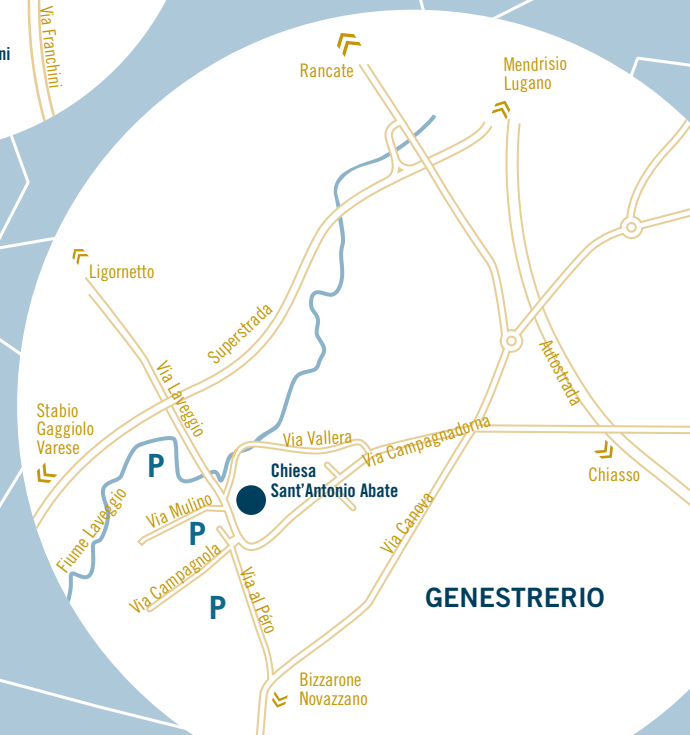 ni
Via Franchini
Rancate
Mendrisio
Lugano
Ligornetto
Superstrada
Via Laveggio
Autostrada
Stabio
Gaggiolo
Varese
Via Vallera
Via Campagnadorna
P
Chiesa
Sant'Antonio Abate
Chiasso
Fiume Laveggio
Via Mulino
P
Via Canova
Via Campagnola
P
Via al Péro
GENESTRERIO
Bizzarone
Novazzano